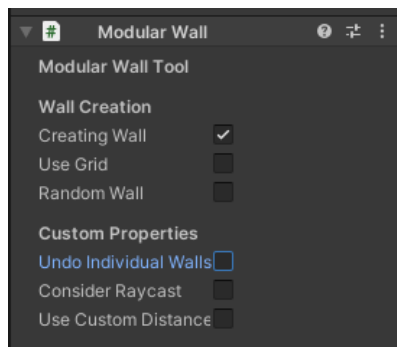 # Modular Wall
Modular Wall Tool
Wall Creation
Creating Wall
Use Grid
Random Wall
Custom Properties
Undo Individual Walls
Consider Raycast
Use Custom Distance